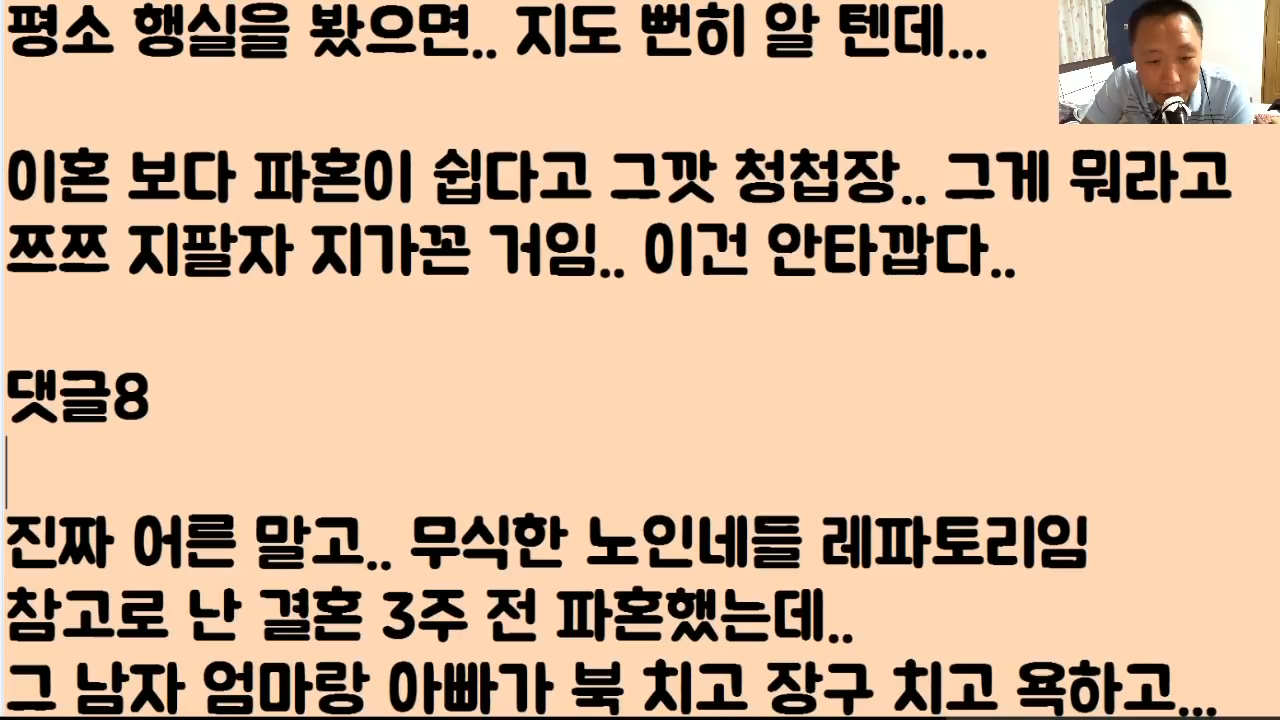 평소 행실을 봤으면.. 지도 뻔히 알 텐데...
이혼 보다 파혼이 쉽다고 그깟 청첩장.. 그게 뭐라고
쯔쯔 지팔자 지가꼰 거임.. 이건 안타깝다..
댓글8
진짜 어른 말고.. 무식한 노인네들 레파토리임
참고로 난 결혼 3주 전 파혼했는데..
그 남자 엄마랑 아빠가 북 치고 장구 치고 욕하고...